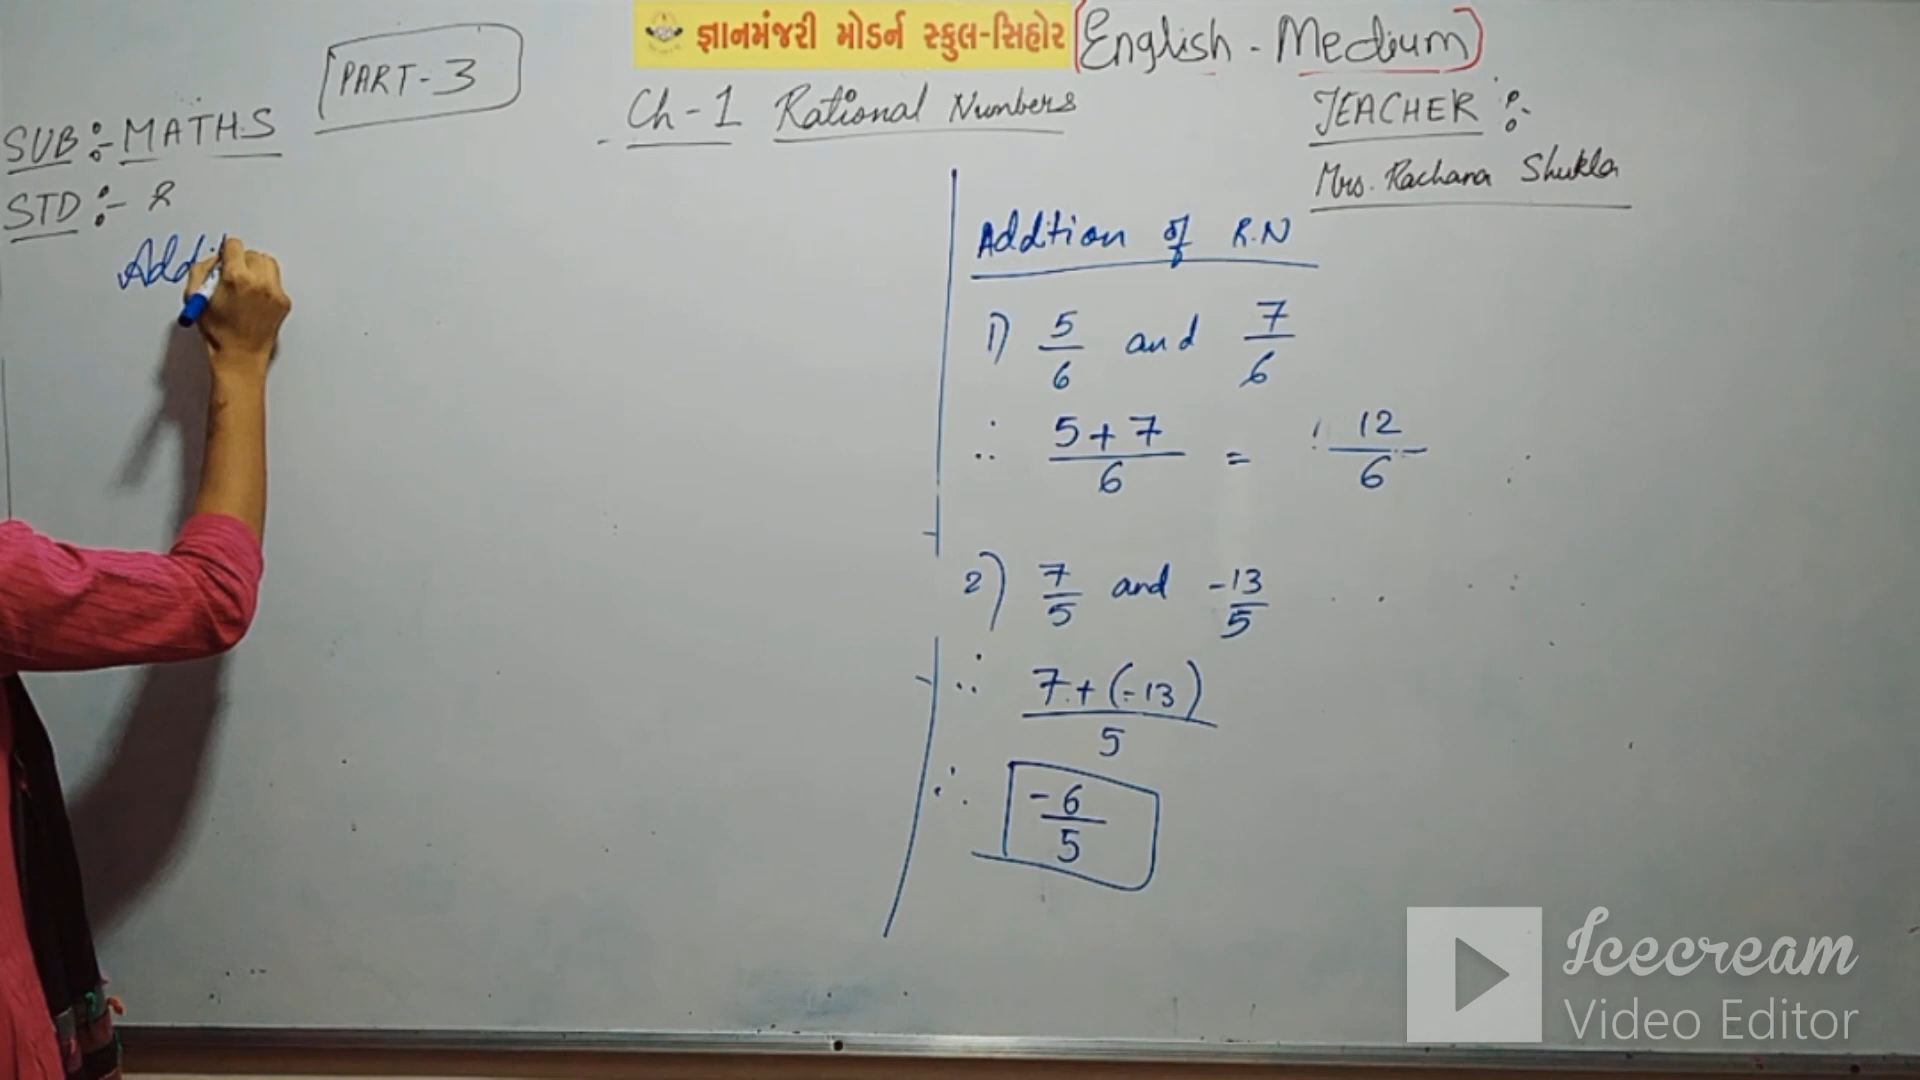 જ્ઞાનમંજરી મોડર્ન સ્કુલ-સિહોર (English - Medium)
PART-3
Ch-1 Rational Numbers
SUB :- MATHS
STD :- 8
TEACHER :-
Mrs. Rachana Shukla
Addi
Addtion of R.N
1) 5/6 and 7/6
∴ 5+7/6 = 12/6
2) 7/5 and -13/5
∴ 7+(-13)/5
∴ -6/5
Icecream
Video Editor